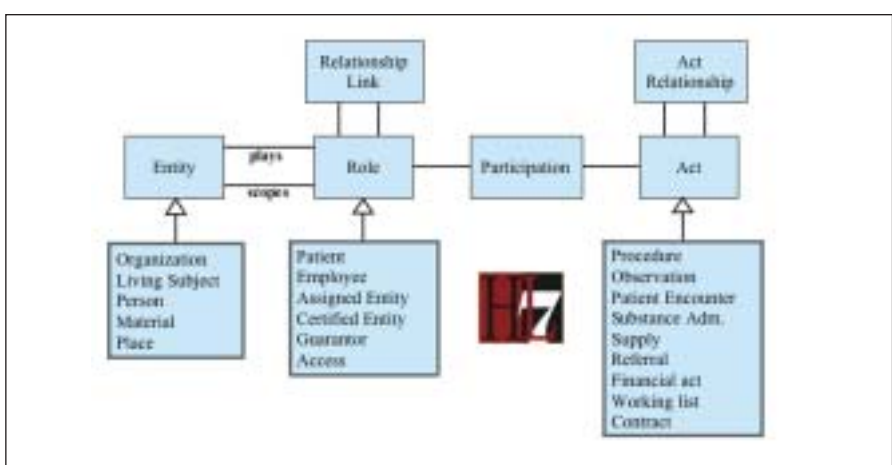 Relationship
Link
Act
Relationship
Entity
plays
scopes
Role
Participation
Act
Organization
Living Subject
Person
Material
Place
Patient
Employee
Assigned Entity
Certified Entity
Guarantor
Access
HL7
Procedure
Observation
Patient Encounter
Substance Adm.
Supply
Referral
Financial act
Working list
Contract